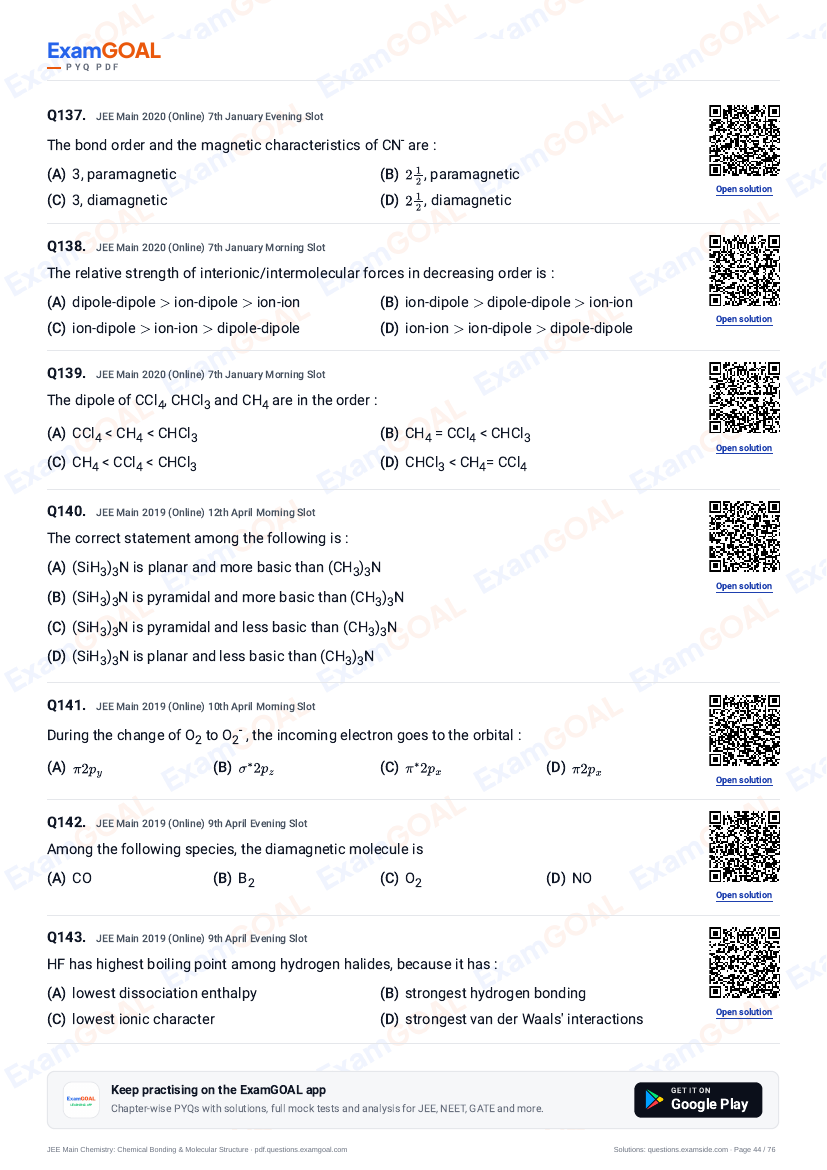 ExamGOAL
PYQ PDF
Q137. JEE Main 2020 (Online) 7th January Evening Slot
The bond order and the magnetic characteristics of CN⁻ are :
(A) 3, paramagnetic (B) 2½, paramagnetic
(C) 3, diamagnetic (D) 2½, diamagnetic
Open solution
Q138. JEE Main 2020 (Online) 7th January Morning Slot
The relative strength of interionic/intermolecular forces in decreasing order is :
(A) dipole-dipole > ion-dipole > ion-ion (B) ion-dipole > dipole-dipole > ion-ion
(C) ion-dipole > ion-ion > dipole-dipole (D) ion-ion > ion-dipole > dipole-dipole
Open solution
Q139. JEE Main 2020 (Online) 7th January Morning Slot
The dipole of CCl₄, CHCl₃ and CH₄ are in the order :
(A) CCl₄ < CH₄ < CHCl₃ (B) CH₄ = CCl₄ < CHCl₃
(C) CH₄ < CCl₄ < CHCl₃ (D) CHCl₃ < CH₄= CCl₄
Open solution
Q140. JEE Main 2019 (Online) 12th April Morning Slot
The correct statement among the following is :
(A) (SiH₃)₃N is planar and more basic than (CH₃)₃N
(B) (SiH₃)₃N is pyramidal and more basic than (CH₃)₃N
(C) (SiH₃)₃N is pyramidal and less basic than (CH₃)₃N
(D) (SiH₃)₃N is planar and less basic than (CH₃)₃N
Open solution
Q141. JEE Main 2019 (Online) 10th April Morning Slot
During the change of O₂ to O₂⁻ , the incoming electron goes to the orbital :
(A) π2p_y (B) σ*2p_z (C) π*2pₓ (D) π2pₓ
Open solution
Q142. JEE Main 2019 (Online) 9th April Evening Slot
Among the following species, the diamagnetic molecule is
(A) CO (B) B₂ (C) O₂ (D) NO
Open solution
Q143. JEE Main 2019 (Online) 9th April Evening Slot
HF has highest boiling point among hydrogen halides, because it has :
(A) lowest dissociation enthalpy (B) strongest hydrogen bonding
(C) lowest ionic character (D) strongest van der Waals' interactions
Open solution
ExamGOAL
Keep practising on the ExamGOAL app
Chapter-wise PYQs with solutions, full mock tests and analysis for JEE, NEET, GATE and more.
GET IT ON
Google Play
JEE Main Chemistry: Chemical Bonding & Molecular Structure · pdf.questions.examgoal.com
Solutions: questions.examside.com · Page 44 / 76